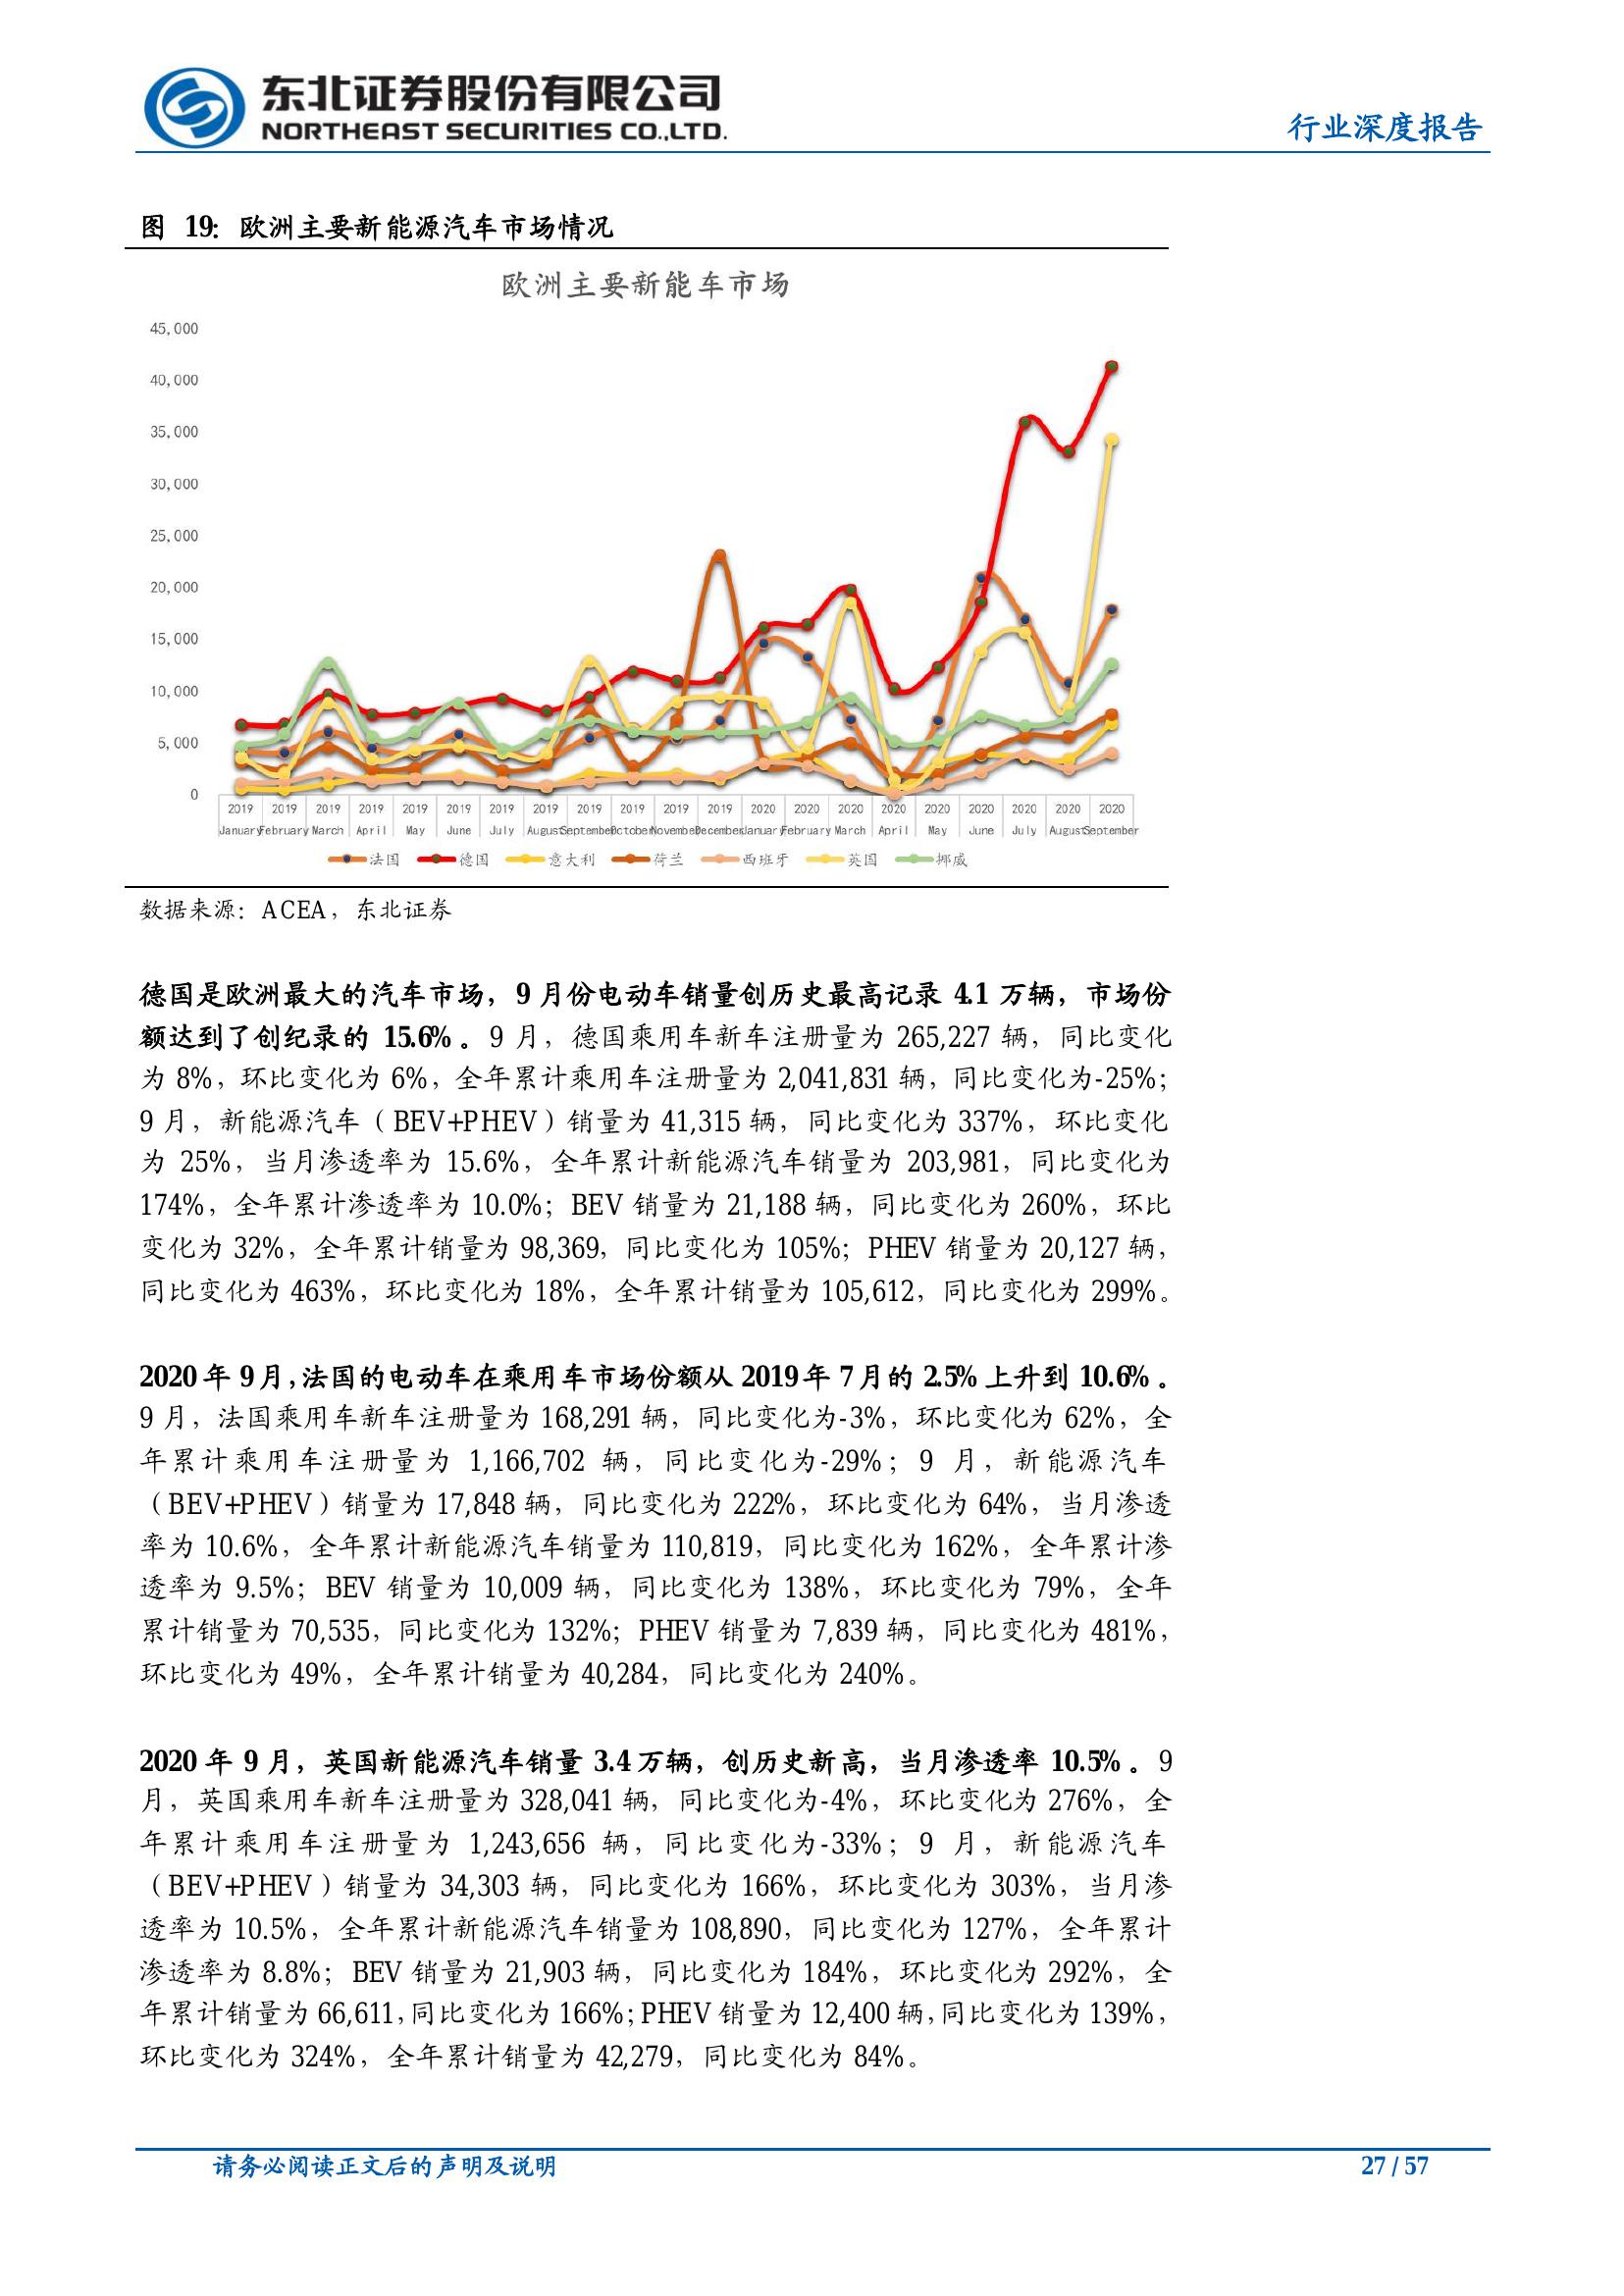 东北证券股份有限公司
NORTHEAST SECURITIES CO.,LTD.
行业深度报告
图 19：欧洲主要新能源汽车市场情况
欧洲主要新能车市场
45,000
40,000
35,000
30,000
25,000
20,000
15,000
10,000
5,000
0
2019 2019 2019 2019 2019 2019 2019 2019 2019 2019 2019 2019 2020 2020 2020 2020 2020 2020 2020 2020 2020
January February March April May June July August September October November December January February March April May June July August September
法国 德国 意大利 荷兰 西班牙 英国 挪威
数据来源：ACEA，东北证券
德国是欧洲最大的汽车市场，9 月份电动车销量创历史最高记录 4.1 万辆，市场份
额达到了创纪录的 15.6%。9 月，德国乘用车新车注册量为 265,227 辆，同比变化
为 8%，环比变化为 6%，全年累计乘用车注册量为 2,041,831 辆，同比变化为-25%；
9 月，新能源汽车（BEV+PHEV）销量为 41,315 辆，同比变化为 337%，环比变化
为 25%，当月渗透率为 15.6%，全年累计新能源汽车销量为 203,981，同比变化为
174%，全年累计渗透率为 10.0%；BEV 销量为 21,188 辆，同比变化为 260%，环比
变化为 32%，全年累计销量为 98,369，同比变化为 105%；PHEV 销量为 20,127 辆，
同比变化为 463%，环比变化为 18%，全年累计销量为 105,612，同比变化为 299%。
2020 年 9 月，法国的电动车在乘用车市场份额从 2019 年 7 月的 2.5% 上升到 10.6%。
9 月，法国乘用车新车注册量为 168,291 辆，同比变化为-3%，环比变化为 62%，全
年累计乘用车注册量为 1,166,702 辆，同比变化为-29%；9 月，新能源汽车
（BEV+PHEV）销量为 17,848 辆，同比变化为 222%，环比变化为 64%，当月渗透
率为 10.6%，全年累计新能源汽车销量为 110,819，同比变化为 162%，全年累计渗
透率为 9.5%；BEV 销量为 10,009 辆，同比变化为 138%，环比变化为 79%，全年
累计销量为 70,535，同比变化为 132%；PHEV 销量为 7,839 辆，同比变化为 481%，
环比变化为 49%，全年累计销量为 40,284，同比变化为 240%。
2020 年 9 月，英国新能源汽车销量 3.4 万辆，创历史新高，当月渗透率 10.5%。9
月，英国乘用车新车注册量为 328,041 辆，同比变化为-4%，环比变化为 276%，全
年累计乘用车注册量为 1,243,656 辆，同比变化为-33%；9 月，新能源汽车
（BEV+PHEV）销量为 34,303 辆，同比变化为 166%，环比变化为 303%，当月渗
透率为 10.5%，全年累计新能源汽车销量为 108,890，同比变化为 127%，全年累计
渗透率为 8.8%；BEV 销量为 21,903 辆，同比变化为 184%，环比变化为 292%，全
年累计销量为 66,611，同比变化为 166%；PHEV 销量为 12,400 辆，同比变化为 139%，
环比变化为 324%，全年累计销量为 42,279，同比变化为 84%。
请务必阅读正文后的声明及说明
27 / 57